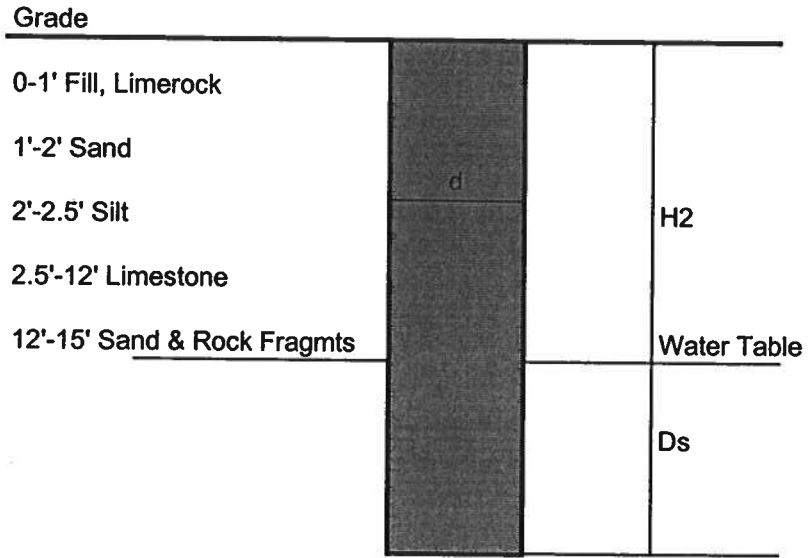 Grade
0-1' Fill, Limerock
1'-2' Sand
d
2'-2.5' Silt
H2
2.5'-12' Limestone
12'-15' Sand & Rock Fragmts
Water Table
Ds